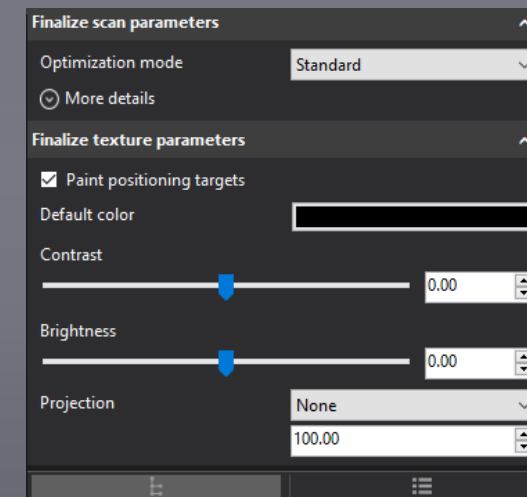 Finalize scan parameters
Optimization mode Standard
More details
Finalize texture parameters
Paint positioning targets
Default color
Contrast
0.00
Brightness
0.00
Projection None
100.00